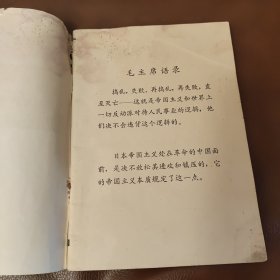 毛主席语录
捣乱，失败，再捣乱，再失败，直
至灭亡——这就是帝国主义和世界上
一切反动派对待人民事业的逻辑，他
们决不会违背这个逻辑的。
日本帝国主义处在革命的中国面
前，是决不放松其进攻和镇压的，它
的帝国主义本质规定了这一点。